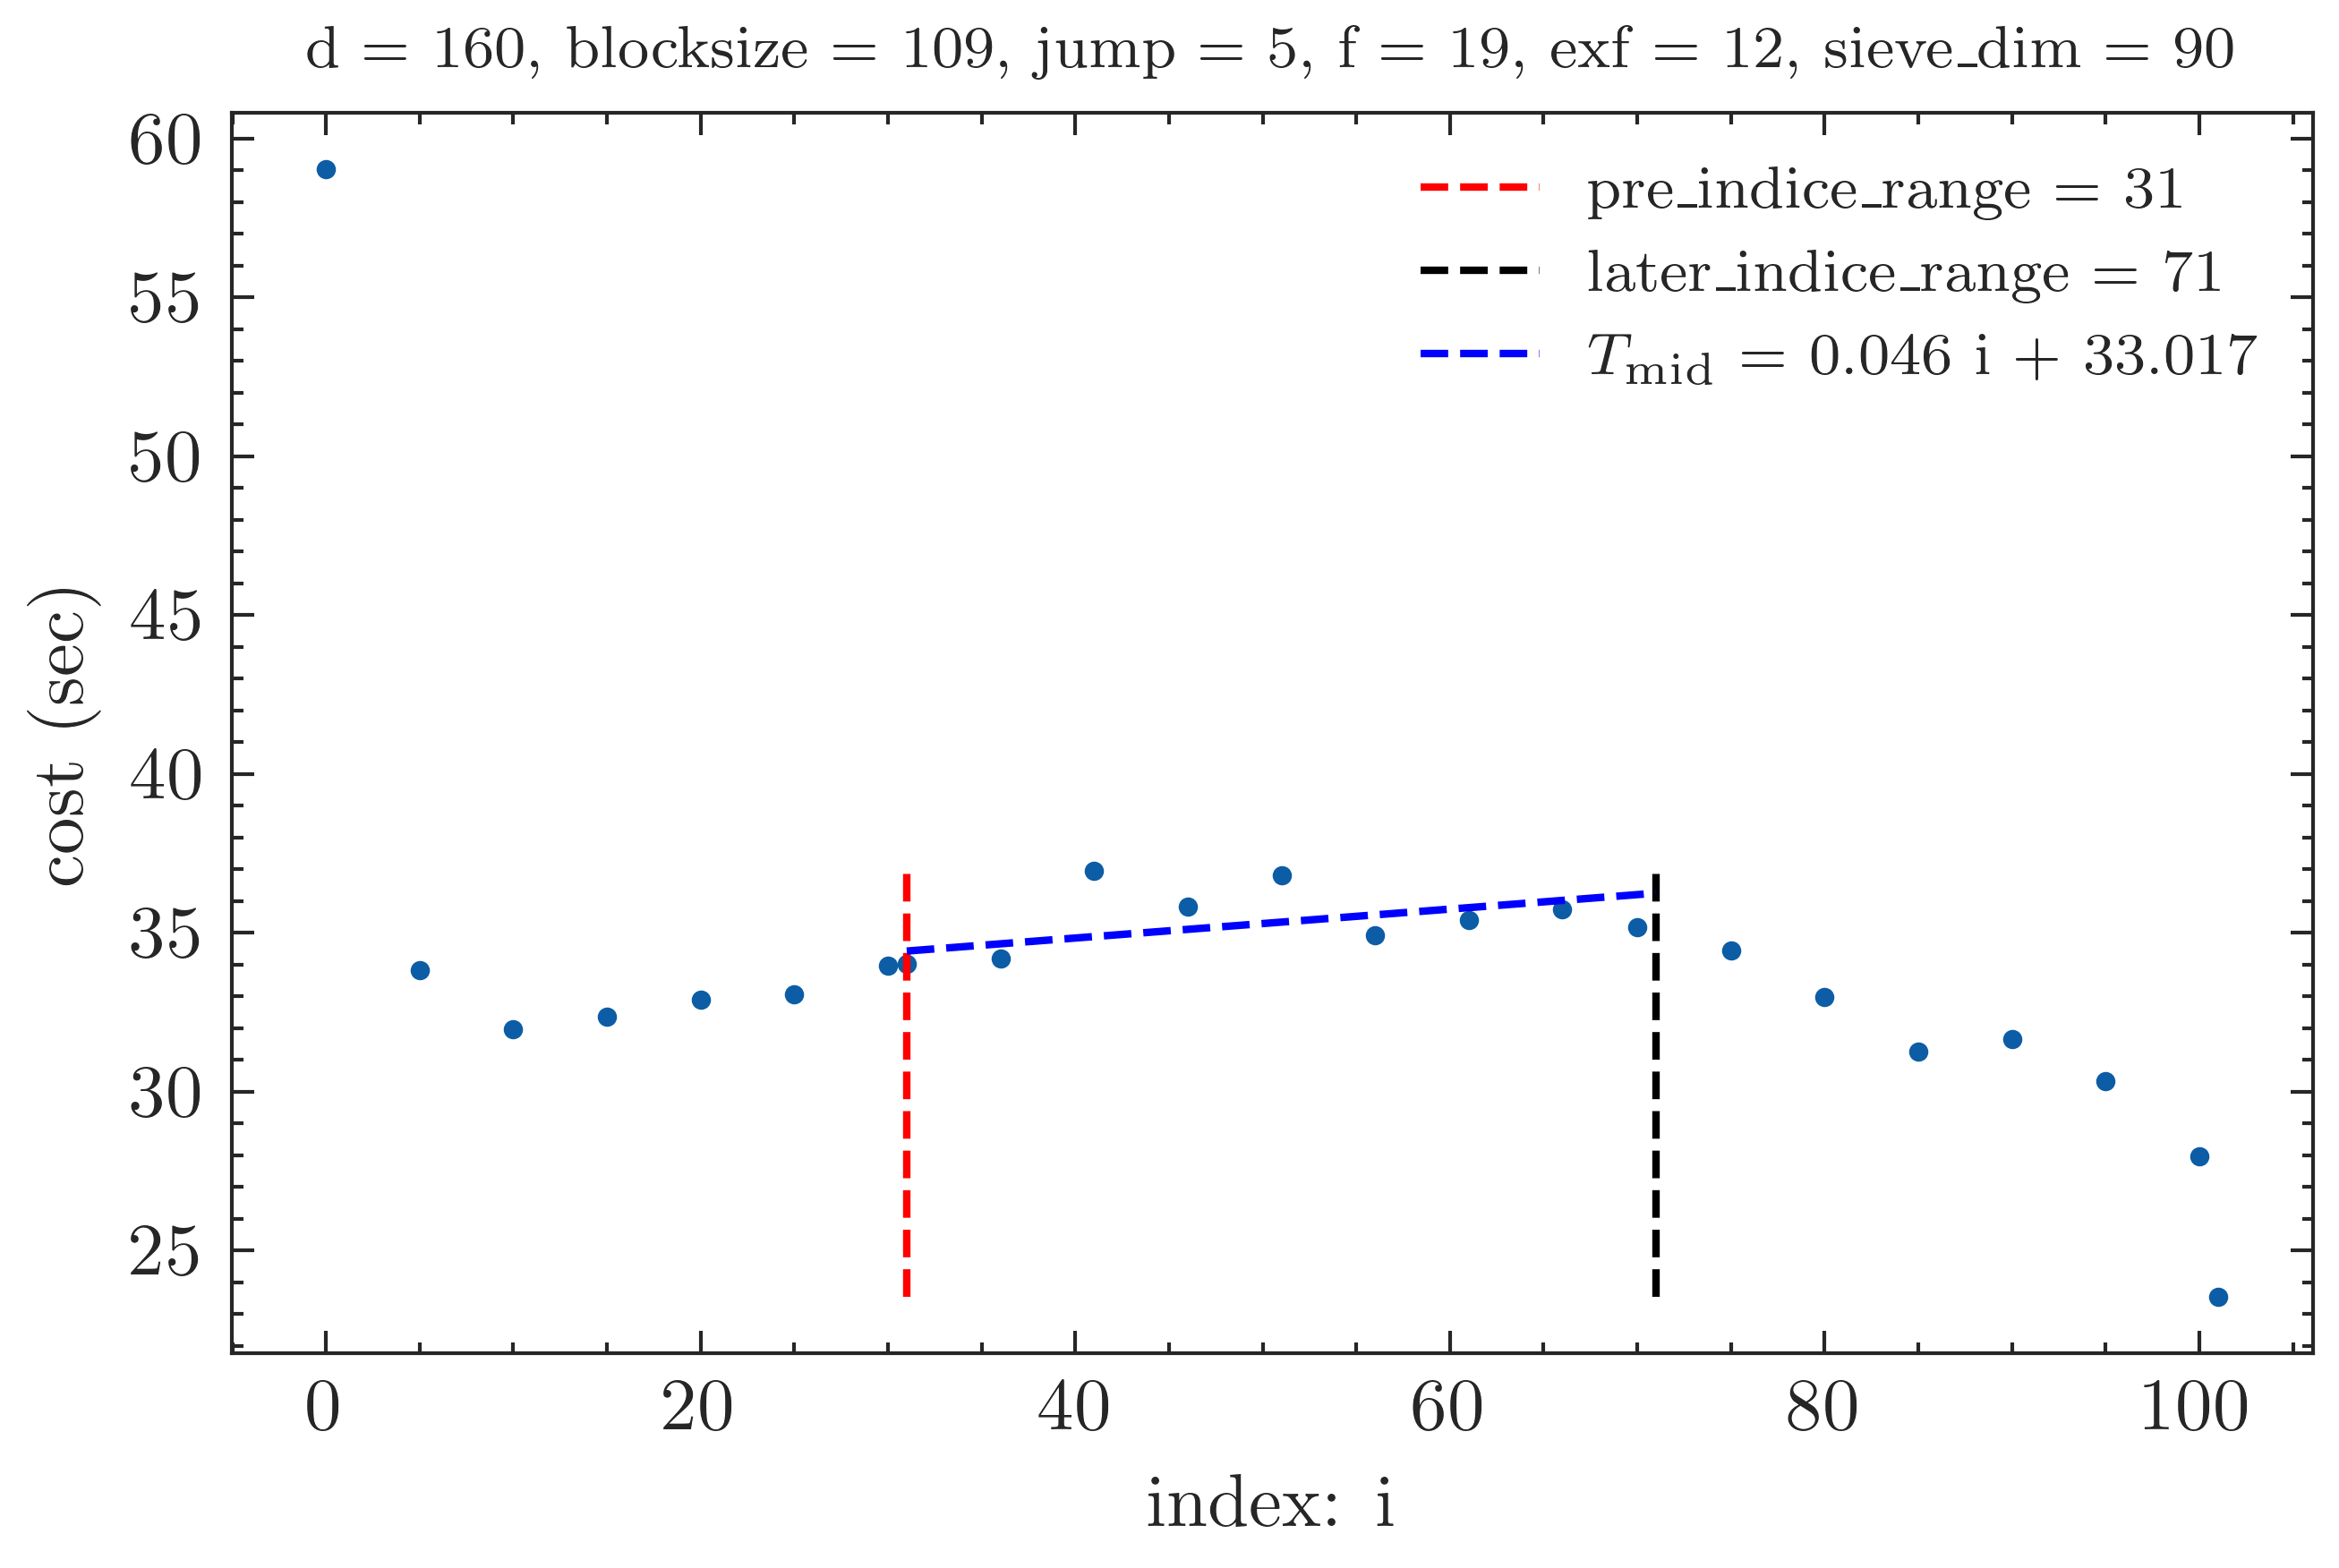 d = 160, blocksize = 109, jump = 5, f = 19, exf = 12, sieve_dim = 90
pre_indice_range = 31
later_indice_range = 71
T_mid = 0.046 i + 33.017
60
55
50
45
40
35
30
25
cost (sec)
0 20 40 60 80 100
index: i